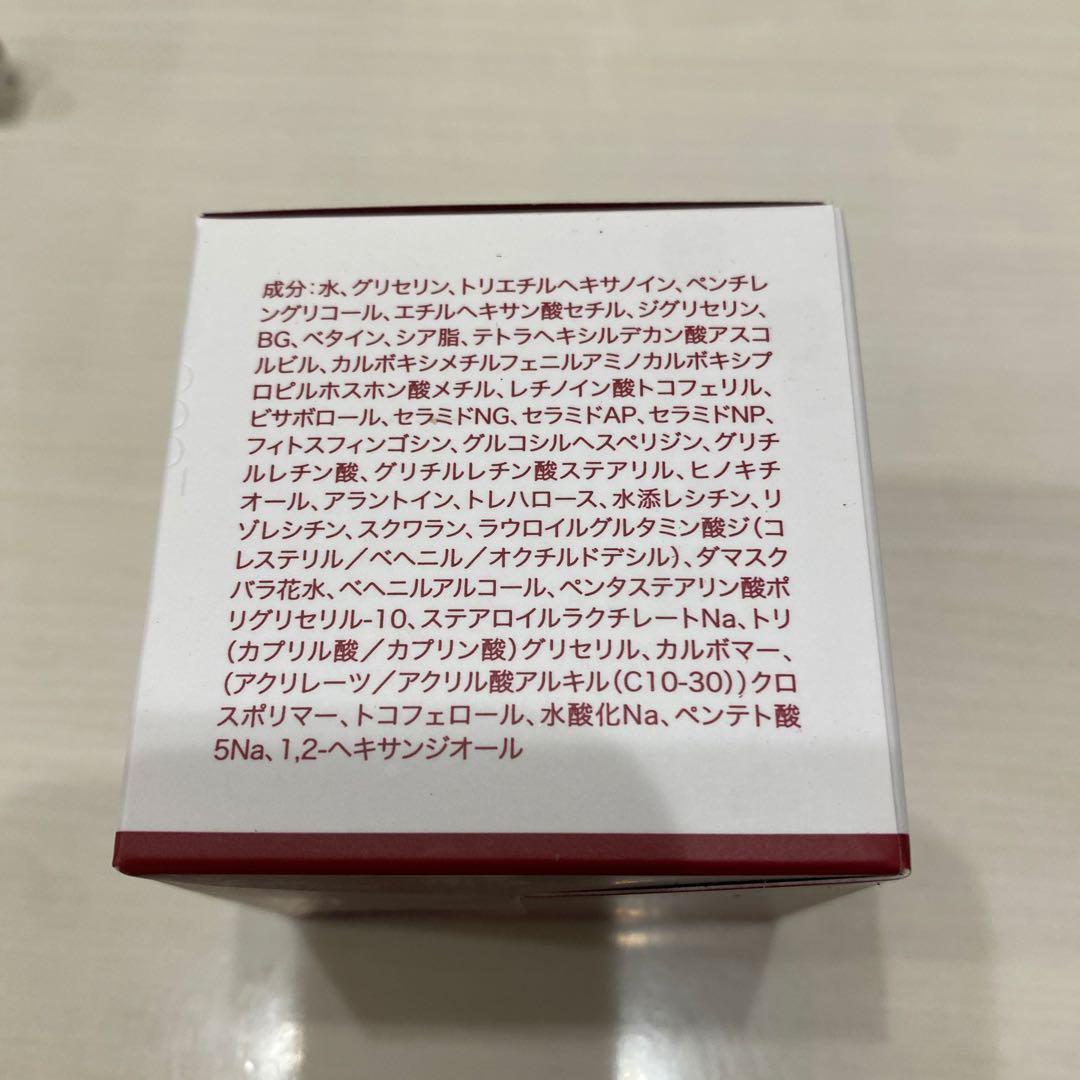 成分：水、グリセリン、トリエチルヘキサノイン、ペンチレ
ングリコール、エチルヘキサン酸セチル、ジグリセリン、
BG、ベタイン、シア脂、テトラヘキシルデカン酸アスコ
ルビル、カルボキシメチルフェニルアミノカルボキシプ
ロピルホスホン酸メチル、レチノイン酸トコフェリル、
ビサボロール、セラミドNG、セラミドAP、セラミドNP、
フィトスフィンゴシン、グルコシルヘスペリジン、グリチ
ルレチン酸、グリチルレチン酸ステアリル、ヒノキチ
オール、アラントイン、トレハロース、水添レシチン、リ
ゾレシチン、スクワラン、ラウロイルグルタミン酸ジ（コ
レステリル／ベヘニル／オクチルドデシル）、ダマスク
バラ花水、ベヘニルアルコール、ペンタステアリン酸ポ
リグリセリル-10、ステアロイルラクチレートNa、トリ
（カプリル酸／カプリン酸）グリセリル、カルボマー、
（アクリレーツ／アクリル酸アルキル（C10-30））クロ
スポリマー、トコフェロール、水酸化Na、ペンテト酸
5Na、1,2-ヘキサンジオール